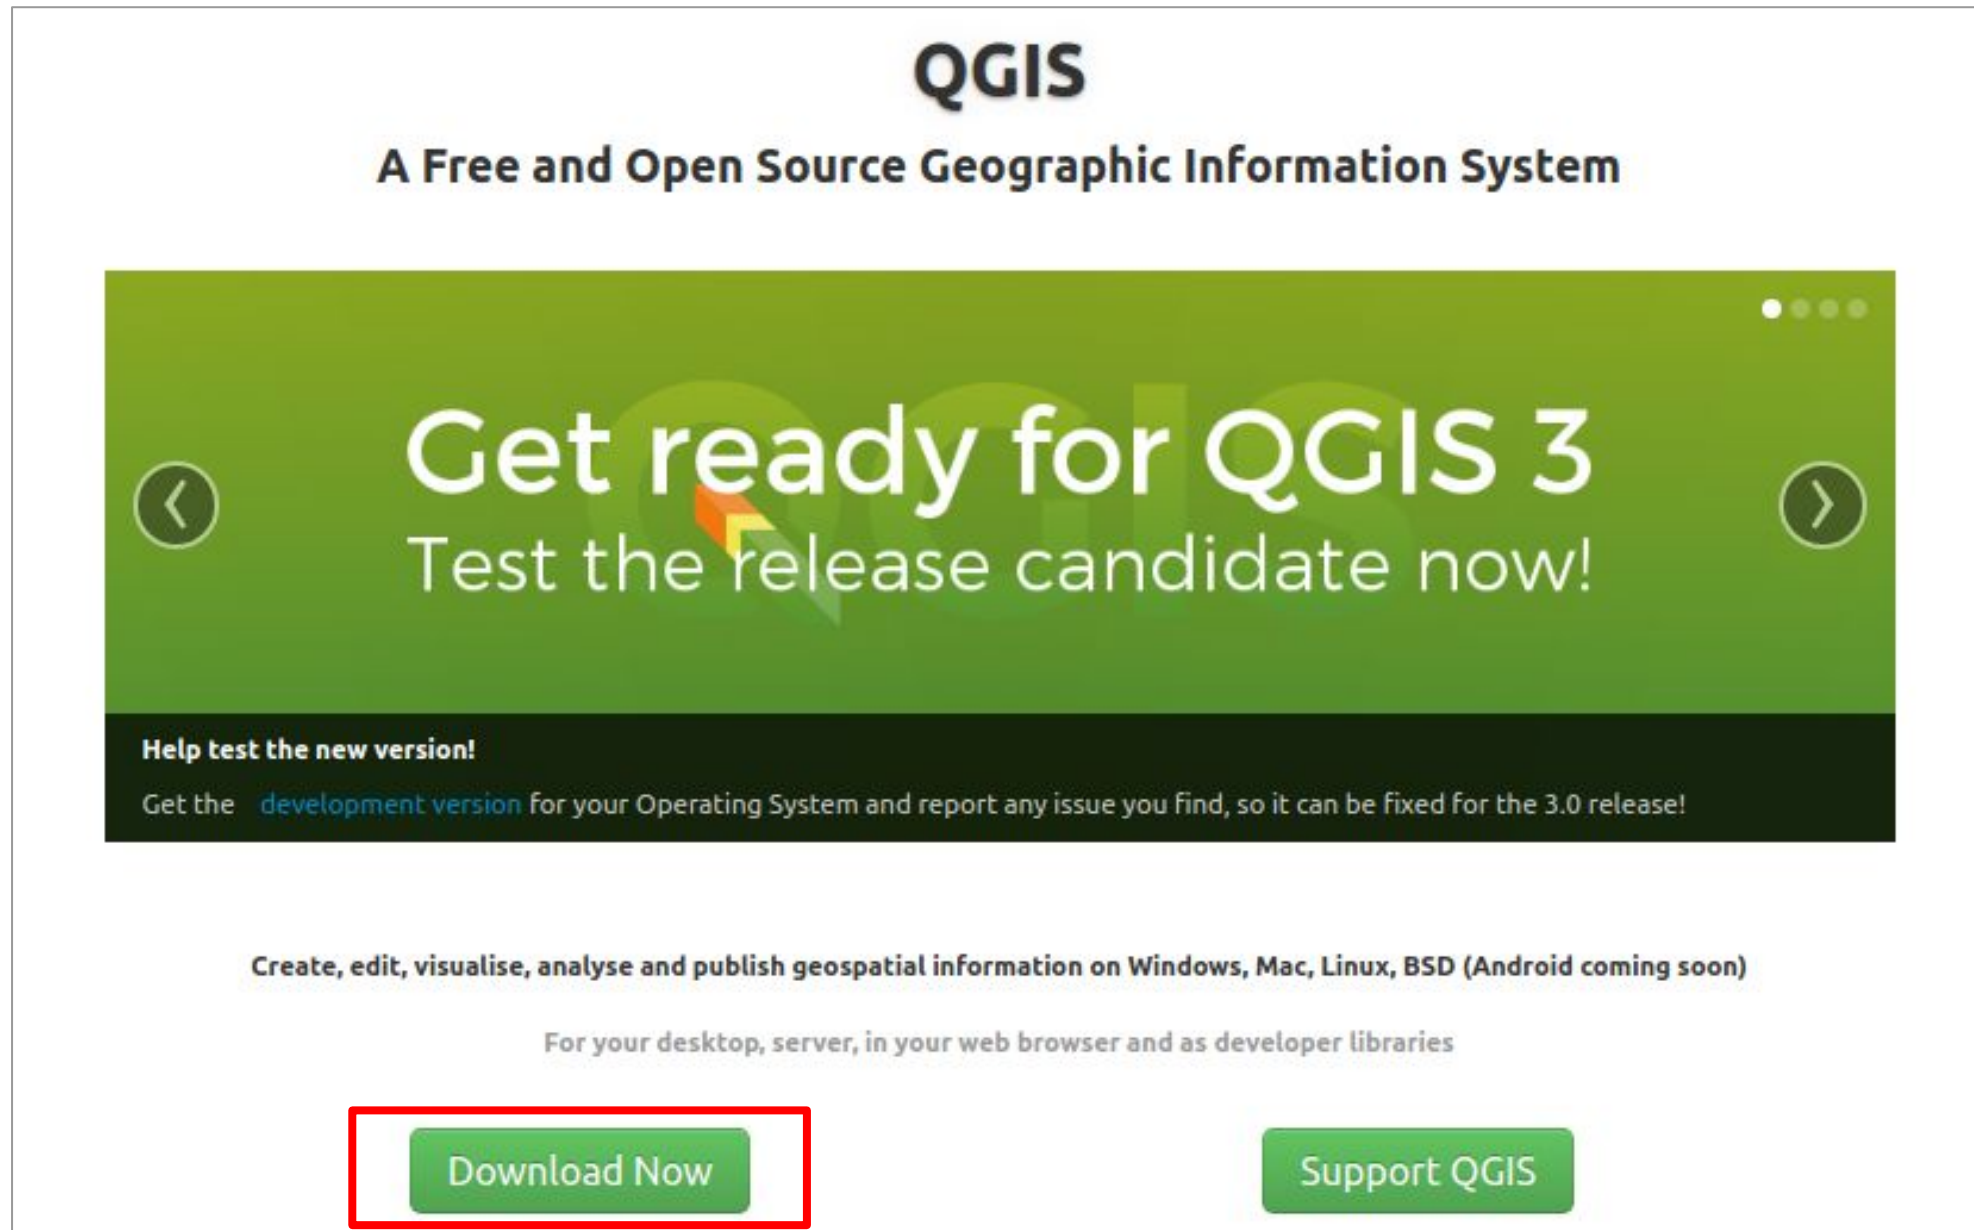 QGIS
A Free and Open Source Geographic Information System
Get ready for QGIS 3
Test the release candidate now!
Help test the new version!
Get the development version for your Operating System and report any issue you find, so it can be fixed for the 3.0 release!
Create, edit, visualise, analyse and publish geospatial information on Windows, Mac, Linux, BSD (Android coming soon)
For your desktop, server, in your web browser and as developer libraries
Download Now
Support QGIS